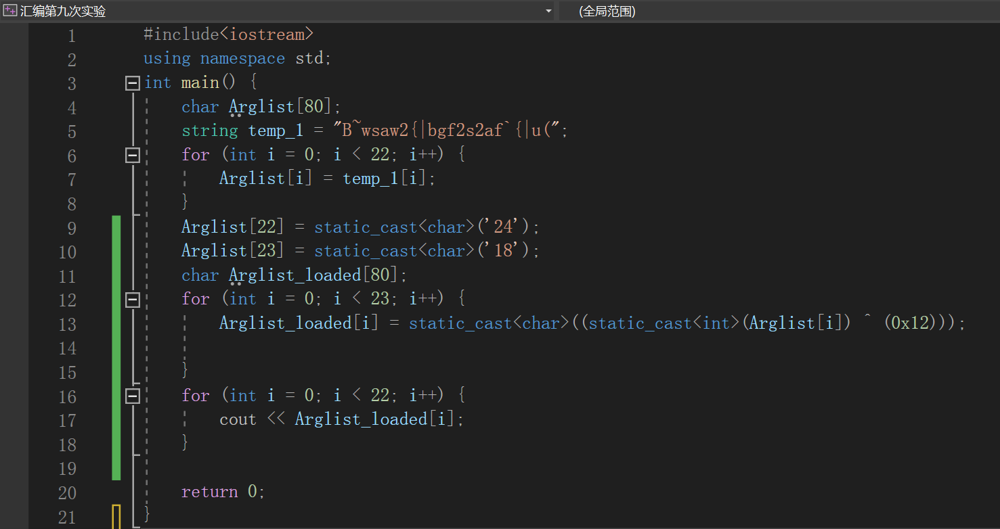 汇编第九次实验 (全局范围)
1 #include<iostream>
2 using namespace std;
3 int main() {
4 char Arglist[80];
5 string temp_1 = "B~wsaw2{|bgf2s2af`{|u(";
6 for (int i = 0; i < 22; i++) {
7 Arglist[i] = temp_1[i];
8 }
9 Arglist[22] = static_cast<char>('24');
10 Arglist[23] = static_cast<char>('18');
11 char Arglist_loaded[80];
12 for (int i = 0; i < 23; i++) {
13 Arglist_loaded[i] = static_cast<char>((static_cast<int>(Arglist[i]) ^ (0x12)));
14
15 }
16 for (int i = 0; i < 22; i++) {
17 cout << Arglist_loaded[i];
18 }
19
20 return 0;
21 }